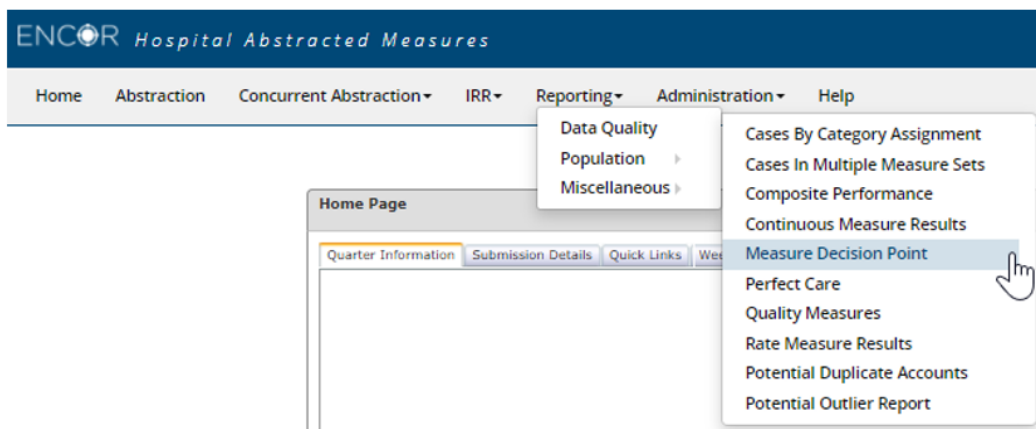 ENCOR Hospital Abstracted Measures
Home Abstraction Concurrent Abstraction IRR Reporting Administration Help
Data Quality
Population
Miscellaneous
Cases By Category Assignment
Cases In Multiple Measure Sets
Composite Performance
Continuous Measure Results
Measure Decision Point
Perfect Care
Quality Measures
Rate Measure Results
Potential Duplicate Accounts
Potential Outlier Report
Home Page
Quarter Information Submission Details Quick Links